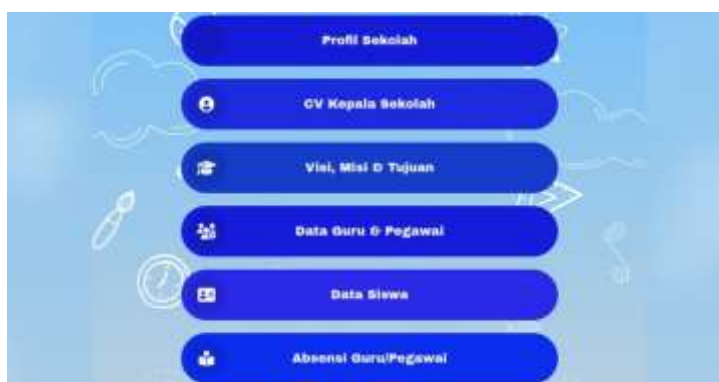 Profil Sekolah
CV Kepala Sekolah
Visi, Misi & Tujuan
Data Guru & Pegawai
Data Siswa
Absensi Guru/Pegawai